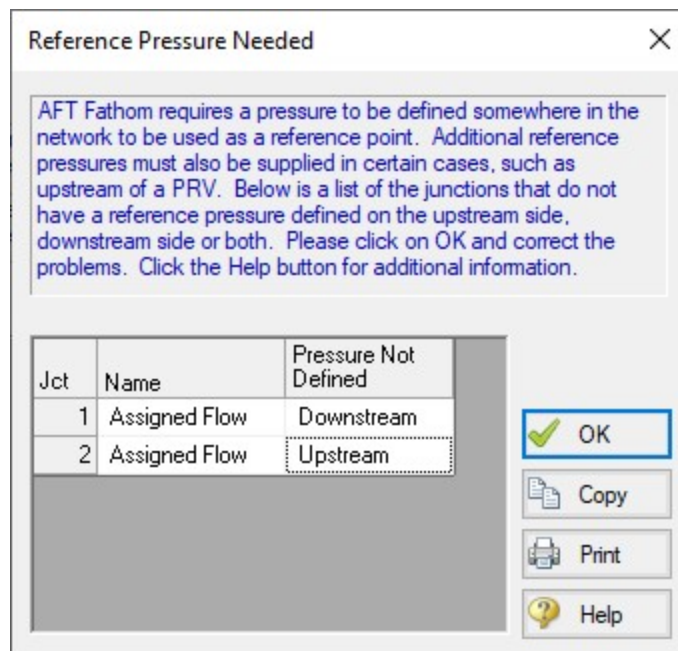 Reference Pressure Needed
AFT Fathom requires a pressure to be defined somewhere in the
network to be used as a reference point. Additional reference
pressures must also be supplied in certain cases, such as
upstream of a PRV. Below is a list of the junctions that do not
have a reference pressure defined on the upstream side,
downstream side or both. Please click on OK and correct the
problems. Click the Help button for additional information.
Jct Name Pressure Not
Defined
1 Assigned Flow Downstream
2 Assigned Flow Upstream
OK
Copy
Print
Help